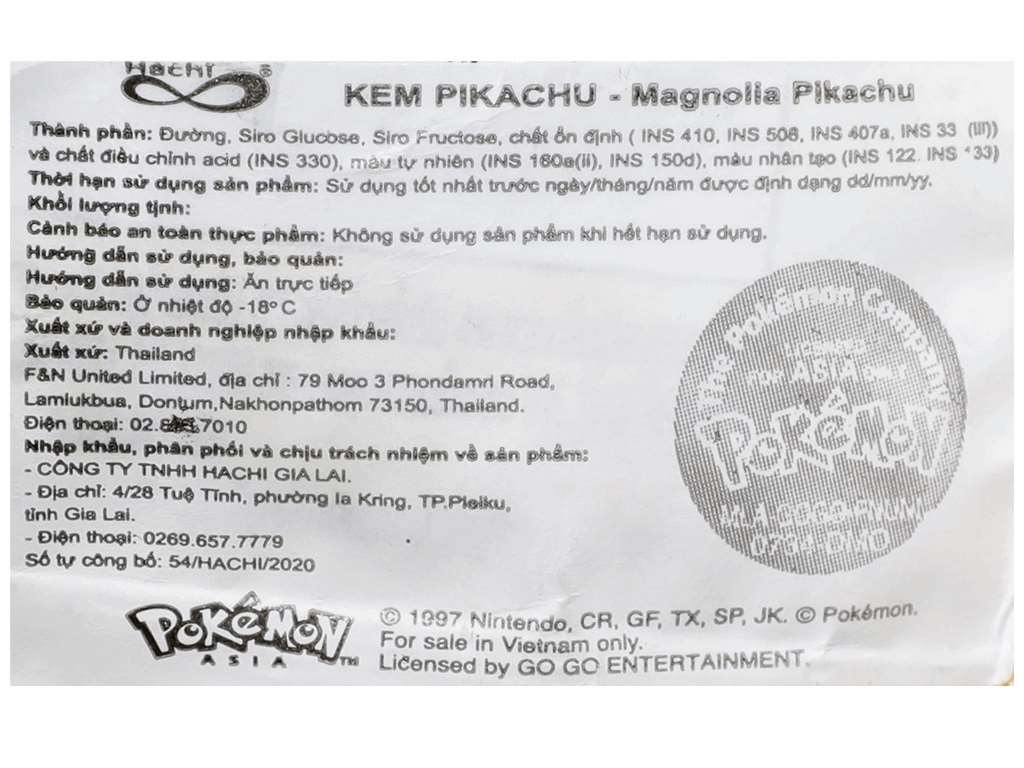 Hachi ®
KEM PIKACHU - Magnolia Pikachu
Thành phần: Đường, Siro Glucose, Siro Fructose, chất ổn định ( INS 410, INS 508, INS 407a, INS 33 (iii))
và chất điều chỉnh acid (INS 330), màu tự nhiên (INS 160a(ii), INS 150d), màu nhân tạo (INS 122. INS 133)
Thời hạn sử dụng sản phẩm: Sử dụng tốt nhất trước ngày/tháng/năm được định dạng dd/mm/yy.
Khối lượng tịnh:
Cảnh báo an toàn thực phẩm: Không sử dụng sản phẩm khi hết hạn sử dụng.
Hướng dẫn sử dụng, bảo quản:
Hướng dẫn sử dụng: Ăn trực tiếp
Bảo quản: Ở nhiệt độ -18° C
Xuất xứ và doanh nghiệp nhập khẩu:
Xuất xứ: Thailand
F&N United Limited, địa chỉ : 79 Moo 3 Phondamri Road,
Lamlukbua, Dontum,Nakhonpathom 73150, Thailand.
Điện thoại:
Nhập khẩu, phân phối và chịu trách nhiệm về sản phẩm:
- CÔNG TY TNHH HACHI GIA LAI.
- Địa chỉ: 4/28 Tuệ Tĩnh, phường Ia Kring, TP.Pleiku,
tỉnh Gia Lai.
- Điện thoại: 0269.657.7779
Số tự công bố: 54/HACHI/2020
The Pokémon Company
ASIA
POKéMON
POKéMON
ASIA TM
© 1997 Nintendo, CR, GF, TX, SP, JK. © Pokémon.
For sale in Vietnam only.
Licensed by GO GO ENTERTAINMENT.